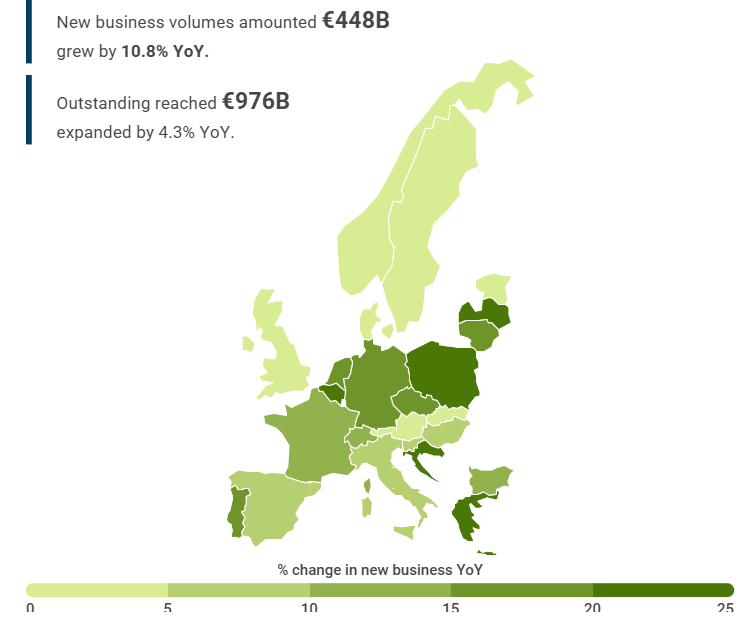 New business volumes amounted €448B
grew by 10.8% YoY.
Outstanding reached €976B
expanded by 4.3% YoY.
% change in new business YoY
0 5 10 15 20 25